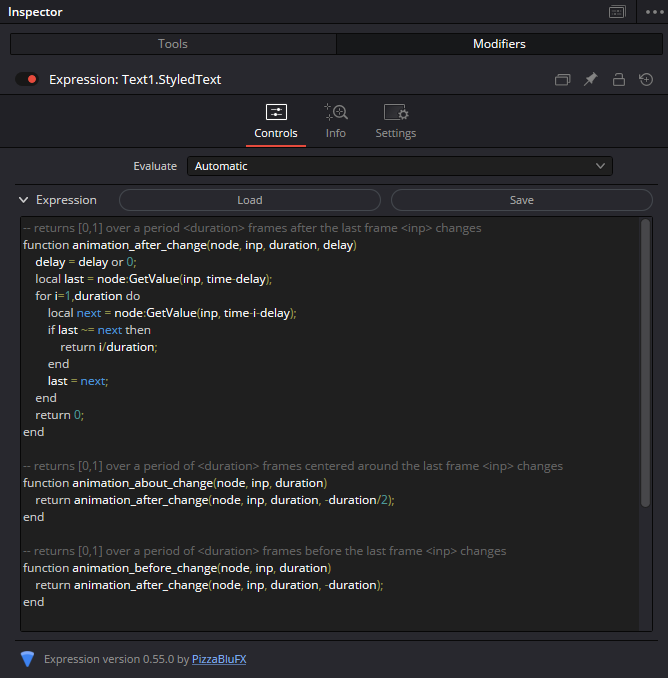 Inspector
Tools
Modifiers
Expression: Text1.StyledText
Controls
Info
Settings
Evaluate
Automatic
Expression
Load
Save
-- returns [0,1] over a period <duration> frames after the last frame <inp> changes
function animation_after_change(node, inp, duration, delay)
    delay = delay or 0;
    local last = node:GetValue(inp, time-delay);
    for i=1,duration do
        local next = node:GetValue(inp, time-i-delay);
        if last ~= next then
            return i/duration;
        end
        last = next;
    end
    return 0;
end
-- returns [0,1] over a period of <duration> frames centered around the last frame <inp> changes
function animation_about_change(node, inp, duration)
    return animation_after_change(node, inp, duration, -duration/2);
end
-- returns [0,1] over a period of <duration> frames before the last frame <inp> changes
function animation_before_change(node, inp, duration)
    return animation_after_change(node, inp, duration, -duration);
end
Expression version 0.55.0 by PizzaBluFX